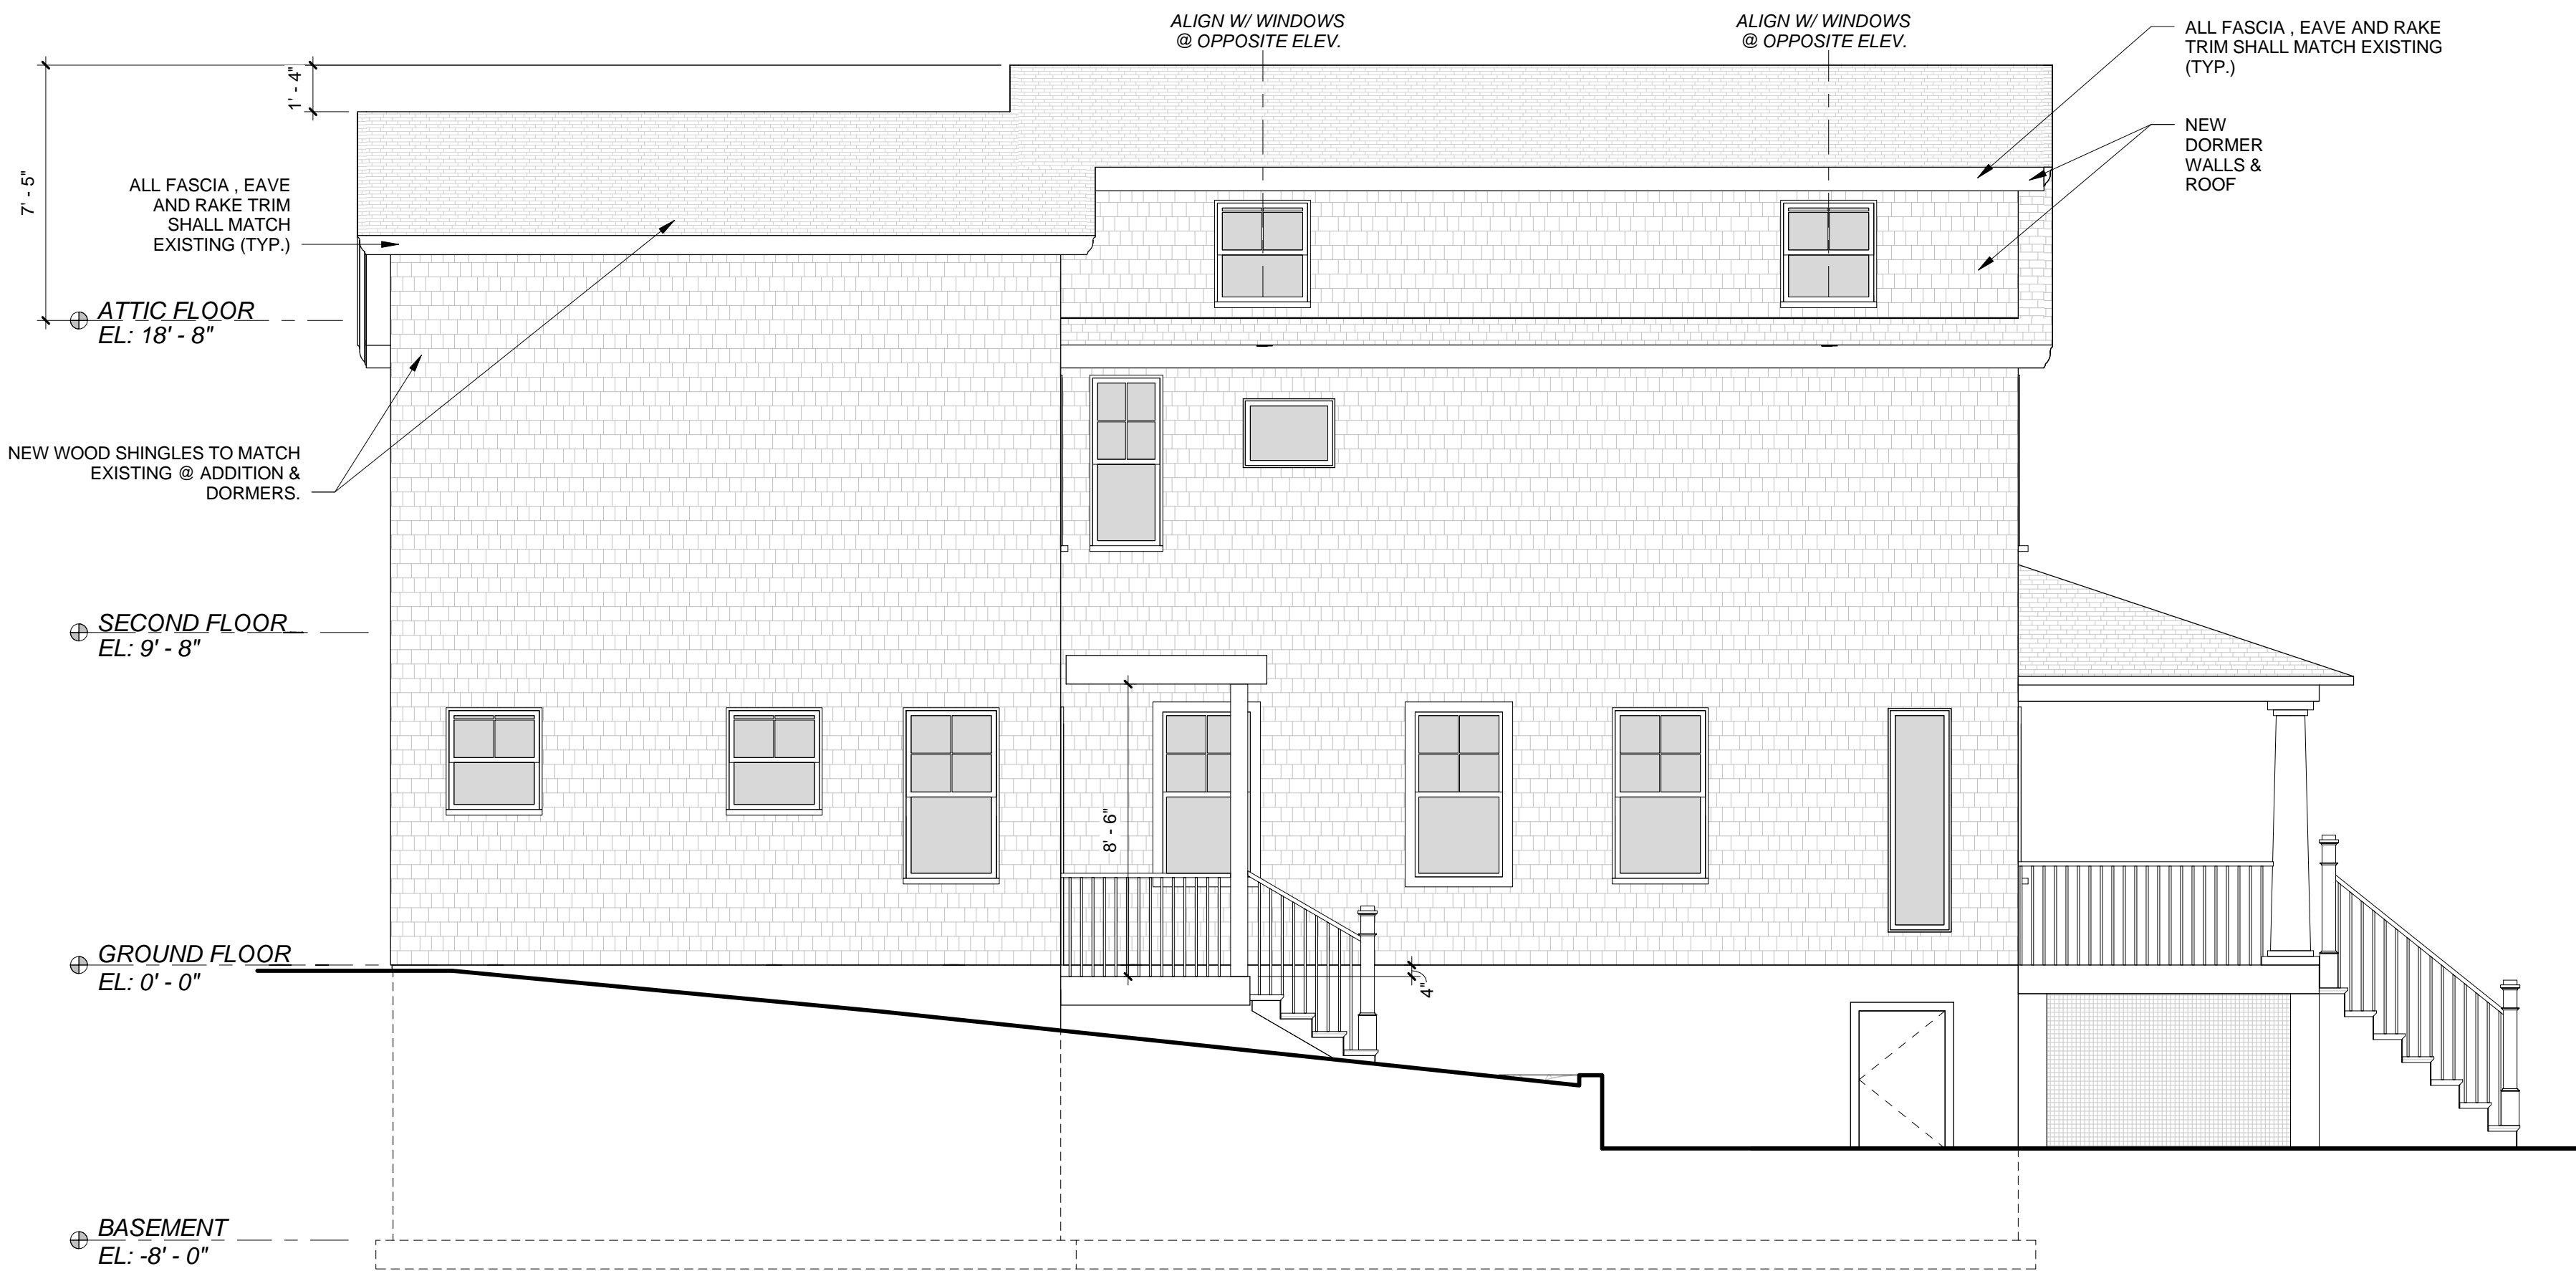 ALIGN W/ WINDOWS
@ OPPOSITE ELEV.
ALIGN W/ WINDOWS
@ OPPOSITE ELEV.
ALL FASCIA , EAVE AND RAKE
TRIM SHALL MATCH EXISTING
(TYP.)
NEW
DORMER
WALLS &
ROOF
1' - 4"
7' - 5"
ALL FASCIA , EAVE
AND RAKE TRIM
SHALL MATCH
EXISTING (TYP.)
ATTIC FLOOR
EL: 18' - 8"
NEW WOOD SHINGLES TO MATCH
EXISTING @ ADDITION &
DORMERS.
SECOND FLOOR
EL: 9' - 8"
8' - 6"
GROUND FLOOR
EL: 0' - 0"
4"
BASEMENT
EL: -8' - 0"